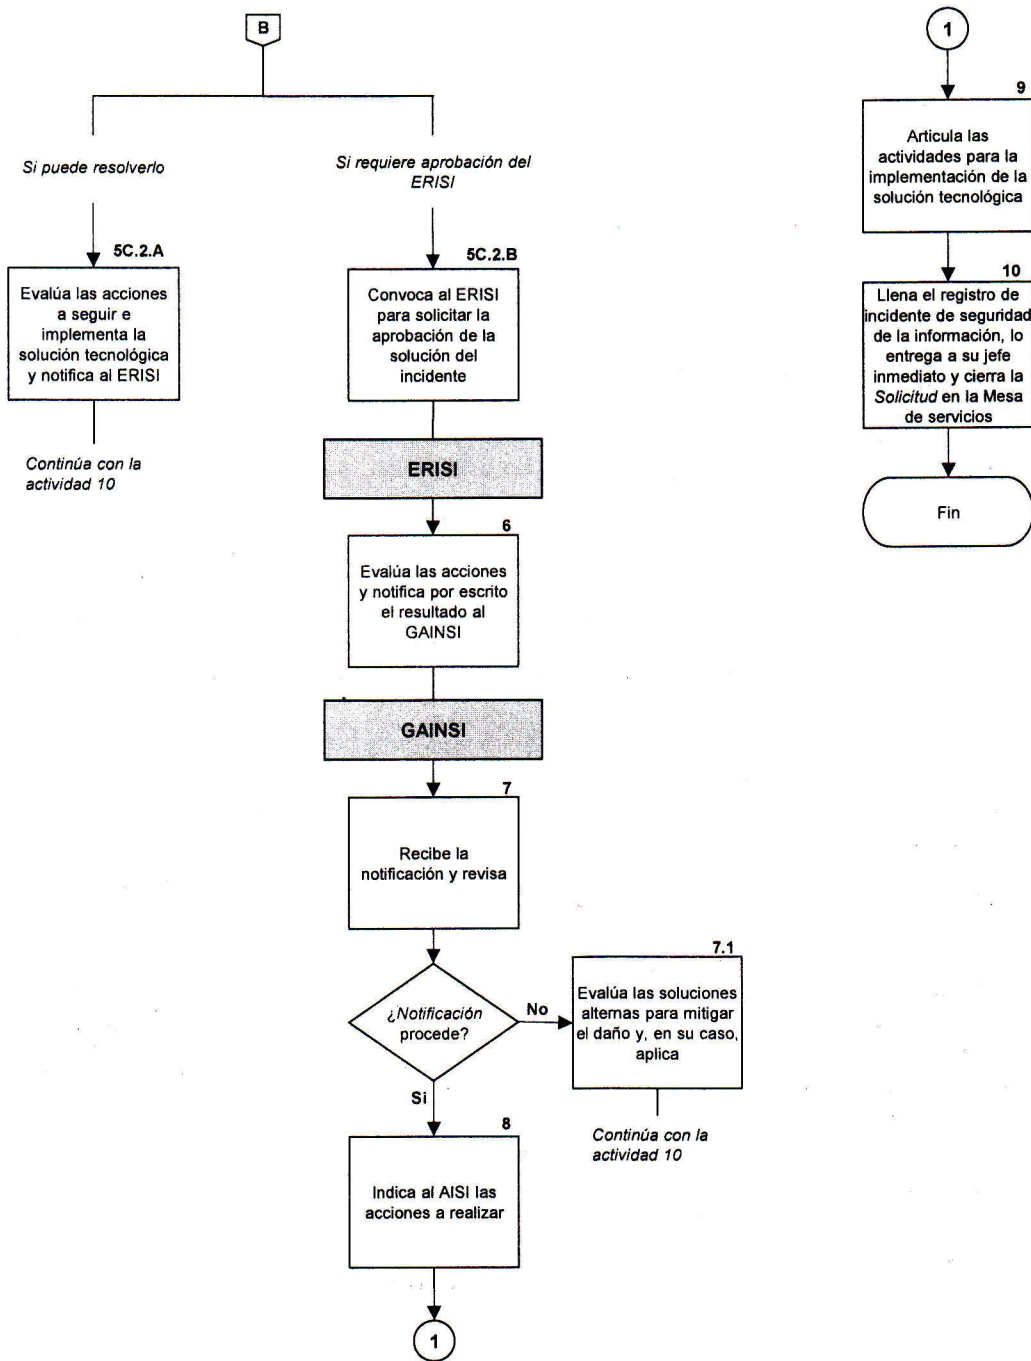 B
Si puede resolverlo
Si requiere aprobación del
ERISI
5C.2.A
Evalúa las acciones
a seguir e
implementa la
solución tecnológica
y notifica al ERISI
Continúa con la
actividad 10
5C.2.B
Convoca al ERISI
para solicitar la
aprobación de la
solución del
incidente
ERISI
6
Evalúa las acciones
y notifica por escrito
el resultado al
GAINSI
GAINSI
7
Recibe la
notificación y revisa
¿Notificación
procede?
No
7.1
Evalúa las soluciones
alternas para mitigar
el daño y, en su caso,
aplica
Continúa con la
actividad 10
Si
8
Indica al AISI las
acciones a realizar
1
1
9
Articula las
actividades para la
implementación de la
solución tecnológica
10
Llena el registro de
incidente de seguridad
de la información, lo
entrega a su jefe
inmediato y cierra la
Solicitud en la Mesa
de servicios
Fin